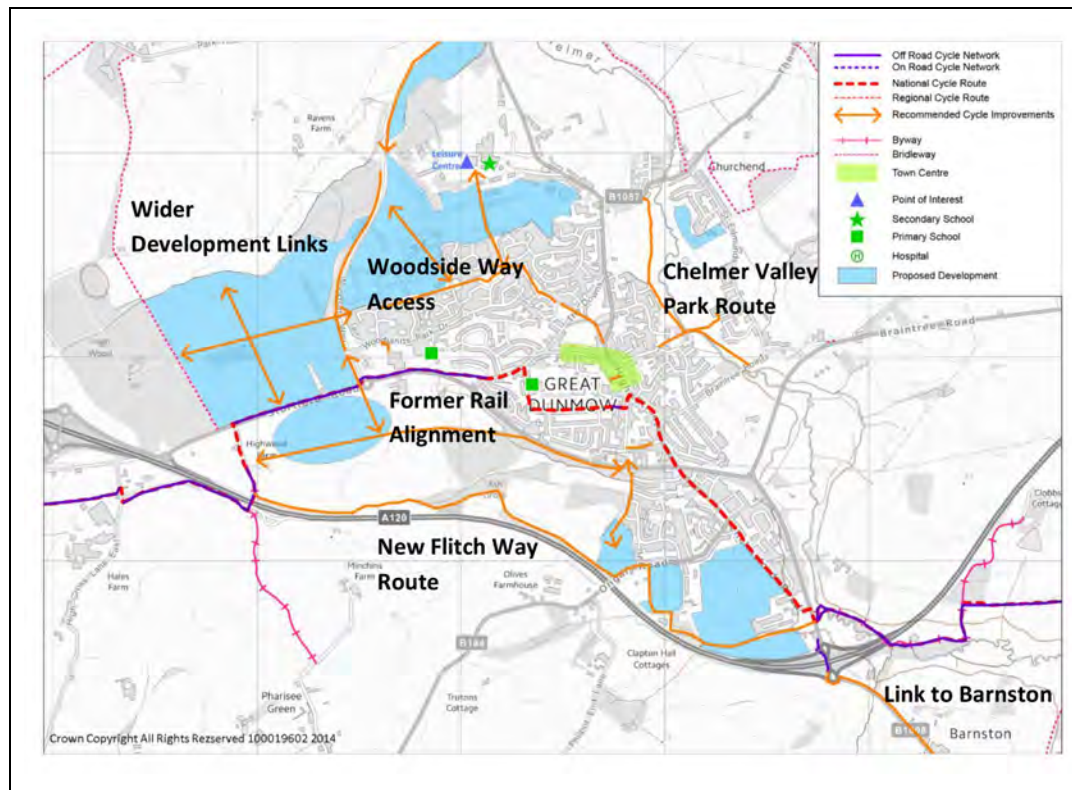 Off Road Cycle Network
On Road Cycle Network
National Cycle Route
Regional Cycle Route
Recommended Cycle Improvements
Byway
Bridleway
Town Centre
Point of Interest
Secondary School
Primary School
Hospital
Proposed Development
Ravens
Farm
Leisure
Centre
Churchend
B1057
Wider
Development Links
Woodside Way
Access
Chelmer Valley
Park Route
Braintree Road
Wood
GREAT
DUNMOW
Former Rail
Alignment
Highwood
A120
New Flitch Way
Route
Hales
Farm
Minchins
Farm
Olives
Farmhouse
Clapton Hall
Cottages
Pharisee
Green
Trotters
Cottage
Link to Barnston
Barnston
Crown Copyright All Rights Rezserved 100019602 2014